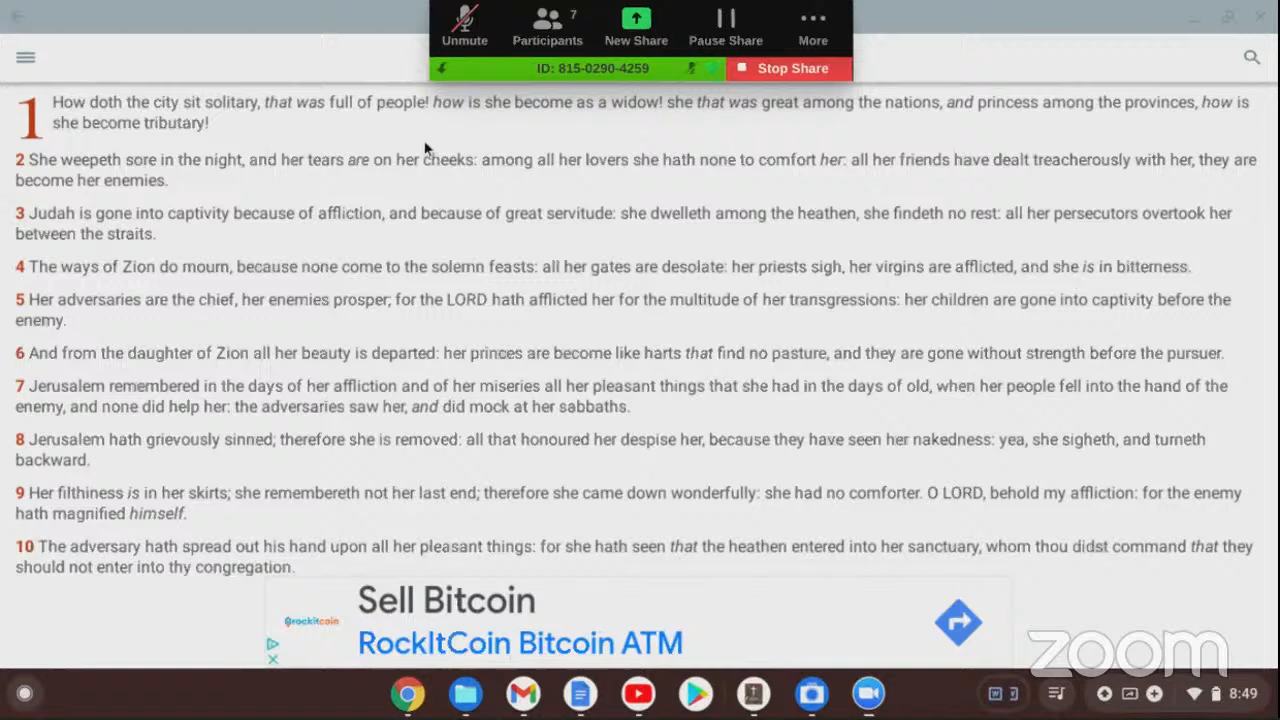 Unmute
Participants
7
New Share
Pause Share
More
ID: 815-0290-4259
Stop Share
1 How doth the city sit solitary, that was full of people! how is she become as a widow! she that was great among the nations, and princess among the provinces, how is
she become tributary!
2 She weepeth sore in the night, and her tears are on her cheeks: among all her lovers she hath none to comfort her: all her friends have dealt treacherously with her, they are
become her enemies.
3 Judah is gone into captivity because of affliction, and because of great servitude: she dwelleth among the heathen, she findeth no rest: all her persecutors overtook her
between the straits.
4 The ways of Zion do mourn, because none come to the solemn feasts: all her gates are desolate: her priests sigh, her virgins are afflicted, and she is in bitterness.
5 Her adversaries are the chief, her enemies prosper; for the LORD hath afflicted her for the multitude of her transgressions: her children are gone into captivity before the
enemy.
6 And from the daughter of Zion all her beauty is departed: her princes are become like harts that find no pasture, and they are gone without strength before the pursuer.
7 Jerusalem remembered in the days of her affliction and of her miseries all her pleasant things that she had in the days of old, when her people fell into the hand of the
enemy, and none did help her: the adversaries saw her, and did mock at her sabbaths.
8 Jerusalem hath grievously sinned; therefore she is removed: all that honoured her despise her, because they have seen her nakedness: yea, she sigheth, and turneth
backward.
9 Her filthiness is in her skirts; she remembereth not her last end; therefore she came down wonderfully: she had no comforter. O LORD, behold my affliction: for the enemy
hath magnified himself.
10 The adversary hath spread out his hand upon all her pleasant things: for she hath seen that the heathen entered into her sanctuary, whom thou didst command that they
should not enter into thy congregation.
Sell Bitcoin
rockitcoin
RockItCoin Bitcoin ATM
zoom
8:49